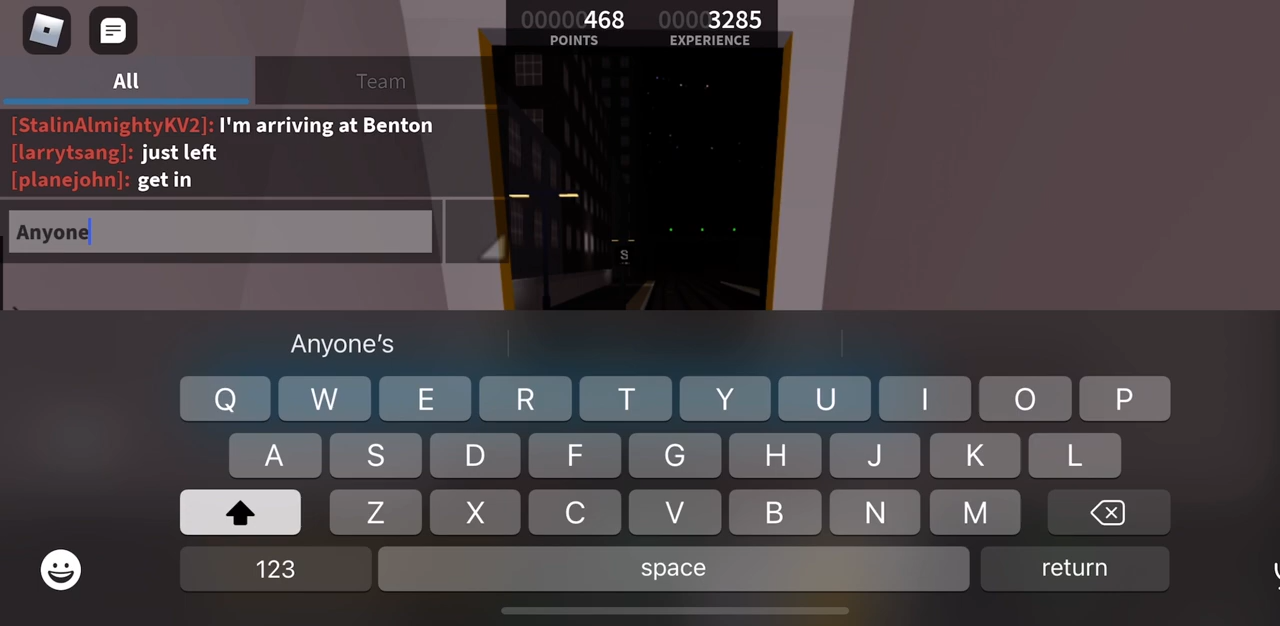 00000468 00003285
POINTS EXPERIENCE
All Team
[StalinAlmightyKV2]: I'm arriving at Benton
[larrytsang]: just left
[planejohn]: get in
Anyone
S
Anyone’s
Q W E R T Y U I O P
A S D F G H J K L
Z X C V B N M
123 space return